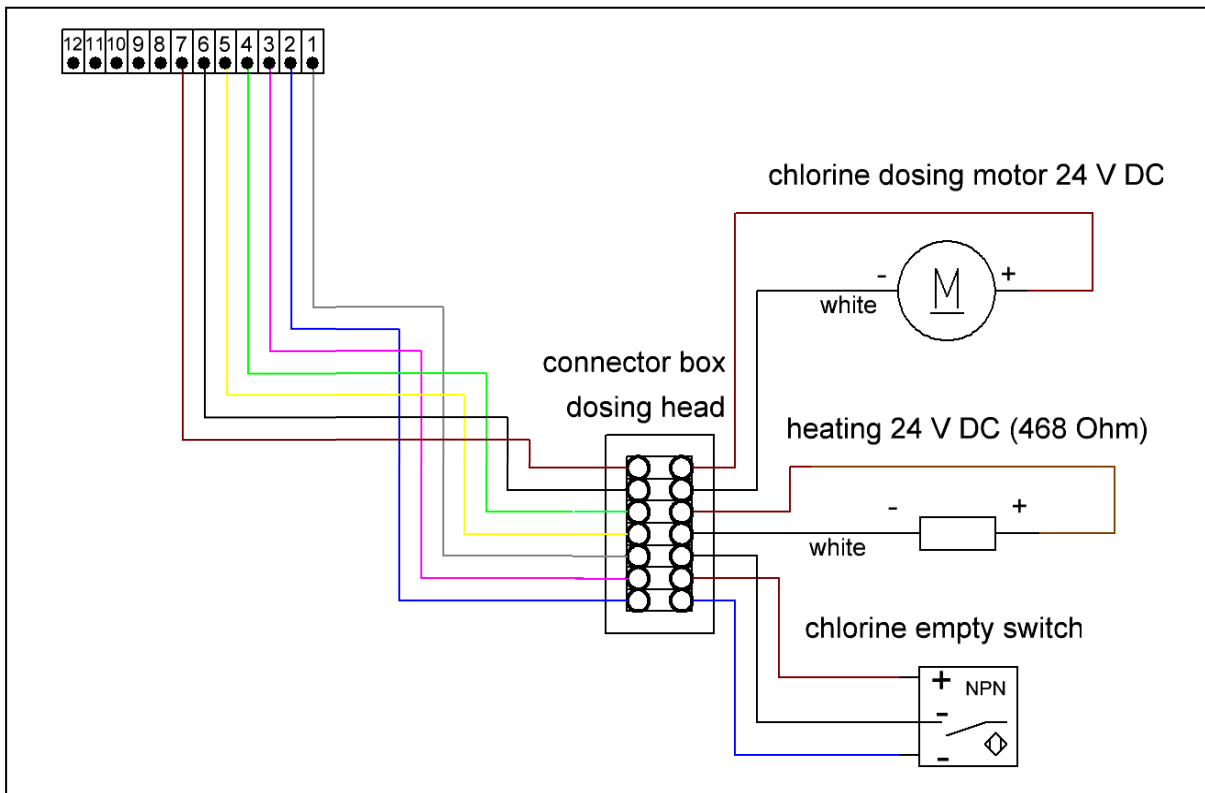 12 11 10 9 8 7 6 5 4 3 2 1
chlorine dosing motor 24 V DC
- M +
white
connector box
dosing head
heating 24 V DC (468 Ohm)
- +
white
chlorine empty switch
+ NPN
-
-